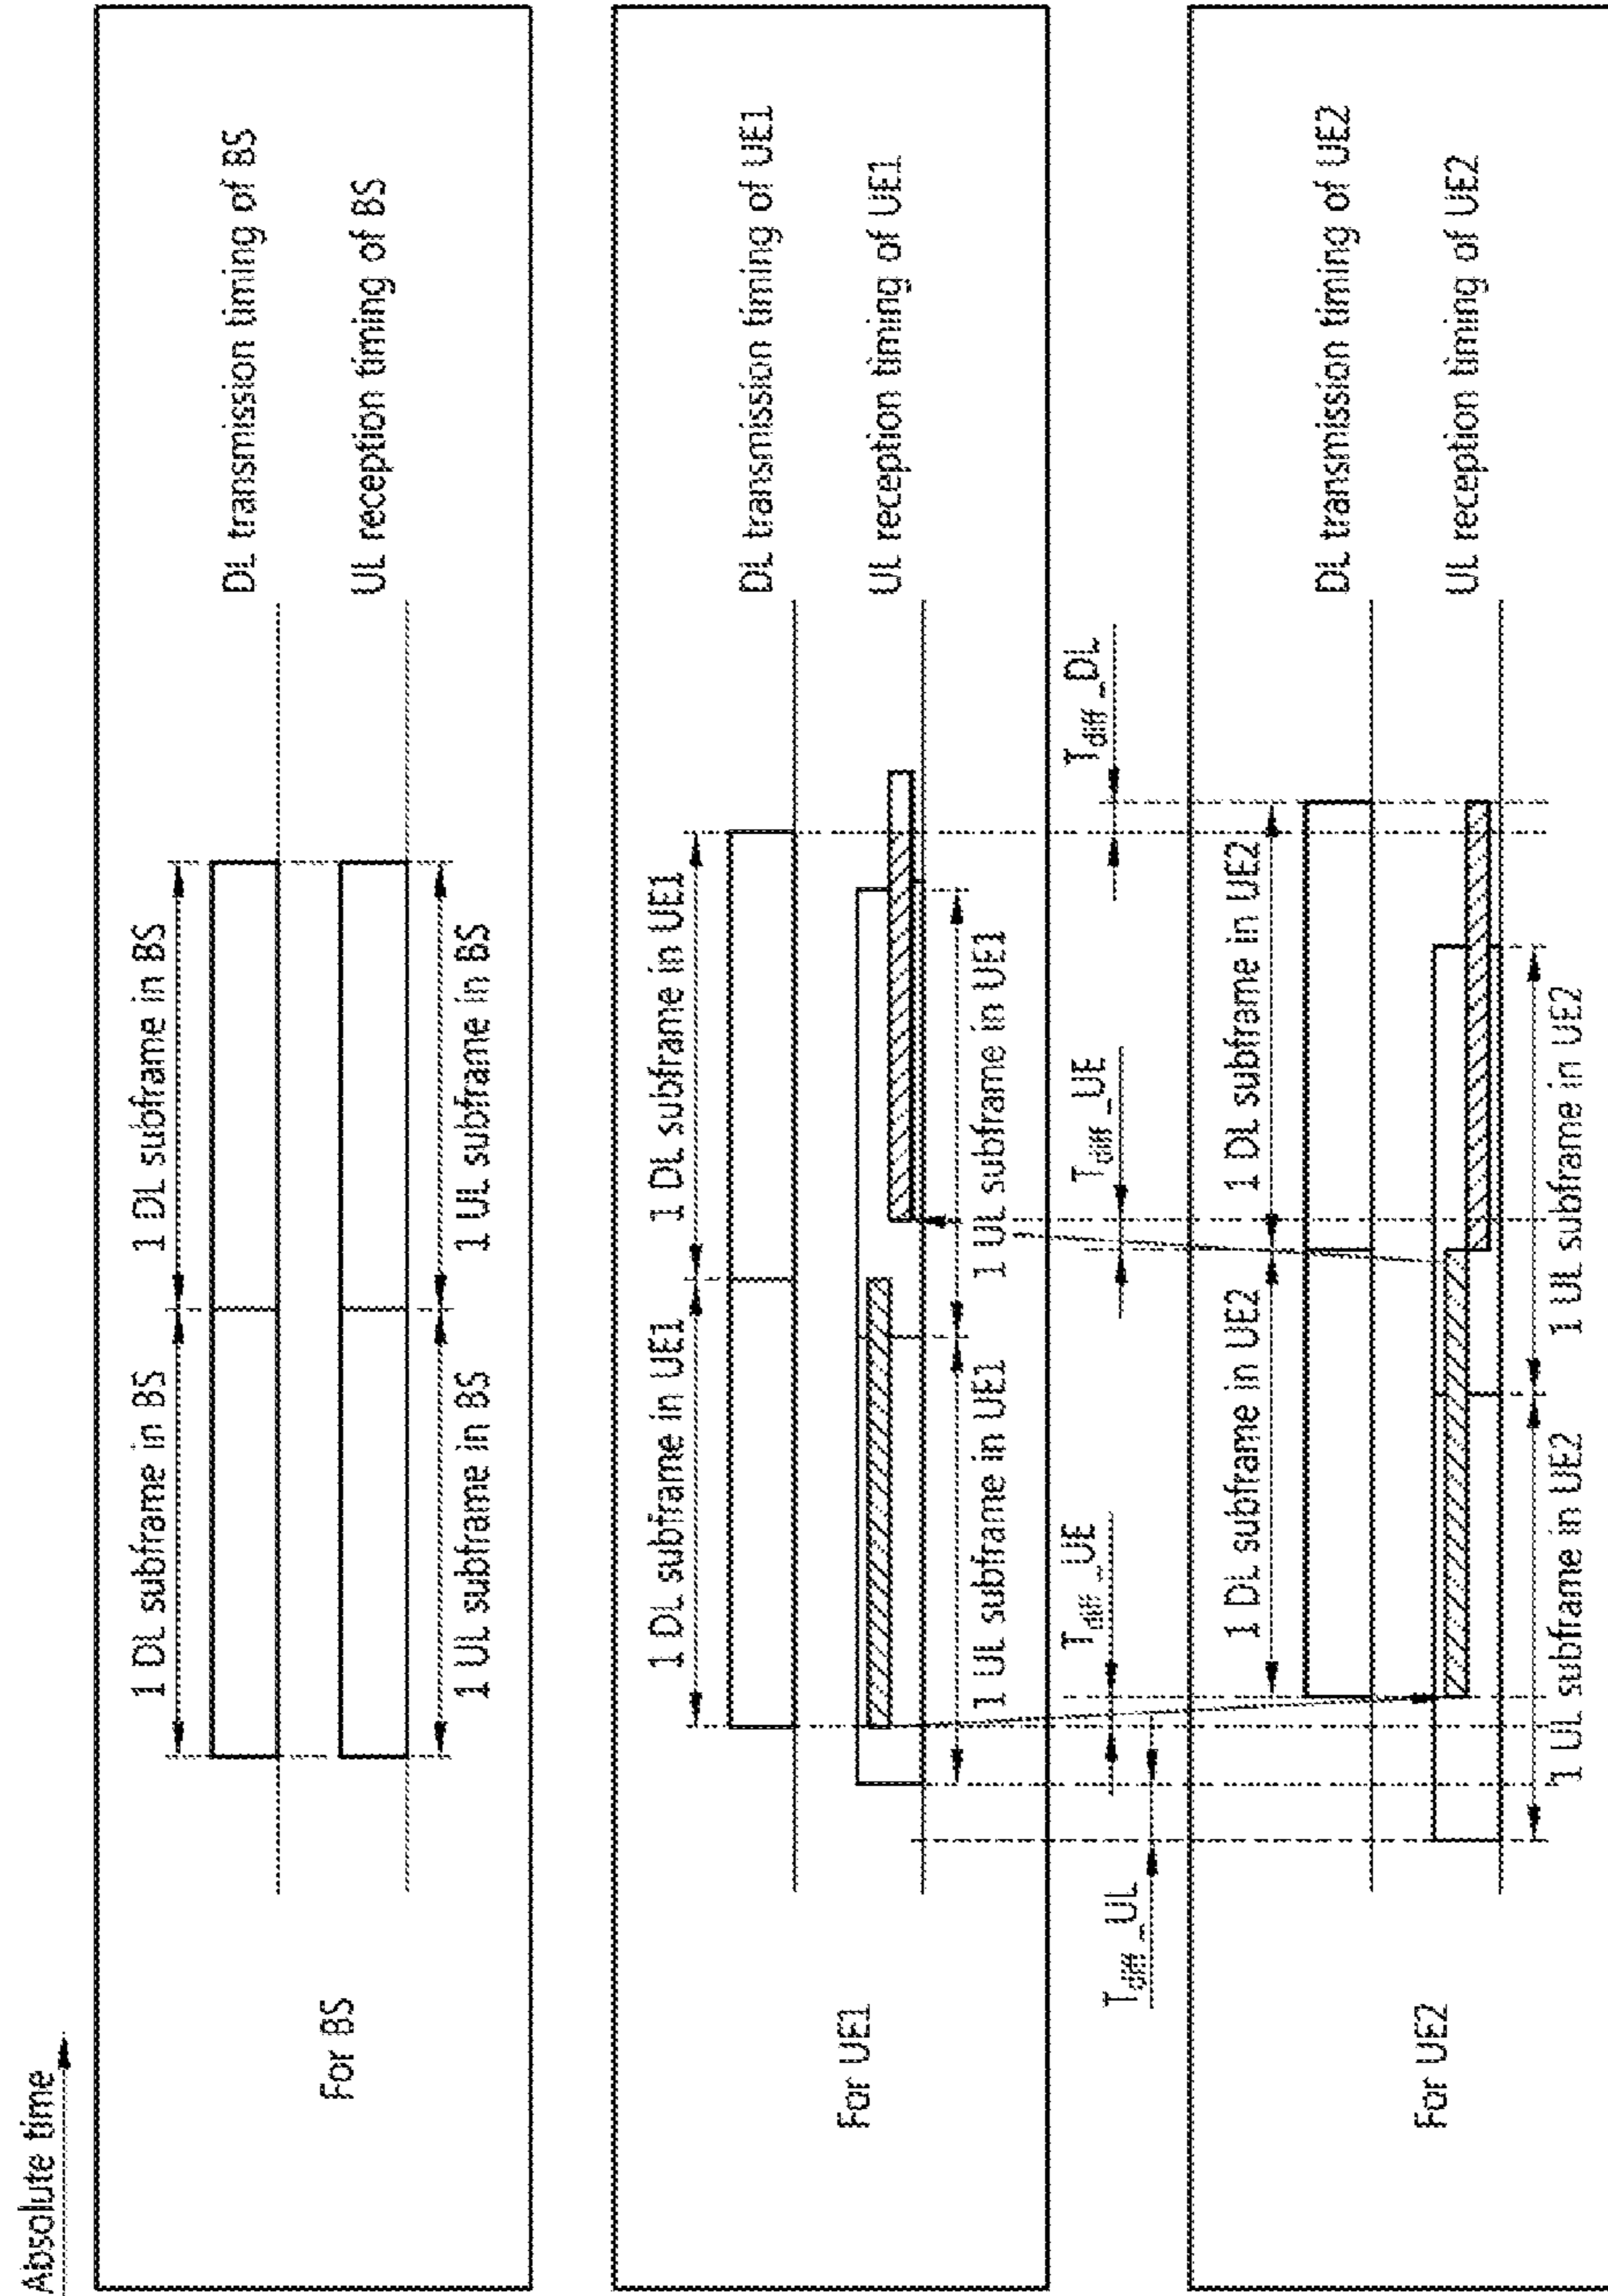 Absolute time
1 DL subframe in BS
1 DL subframe in BS
DL transmission timing of BS
For BS
UL reception timing of BS
1 UL subframe in BS
1 UL subframe in BS
1 DL subframe in UE1
1 DL subframe in UE1
DL transmission timing of UE1
For UE1
UL reception timing of UE1
1 UL subframe in UE1
1 UL subframe in UE1
Tdiff_UL
Tdiff_UE
Tdiff_UE
Tdiff_DL
1 DL subframe in UE2
1 DL subframe in UE2
DL transmission timing of UE2
For UE2
UL reception timing of UE2
1 UL subframe in UE2
1 UL subframe in UE2